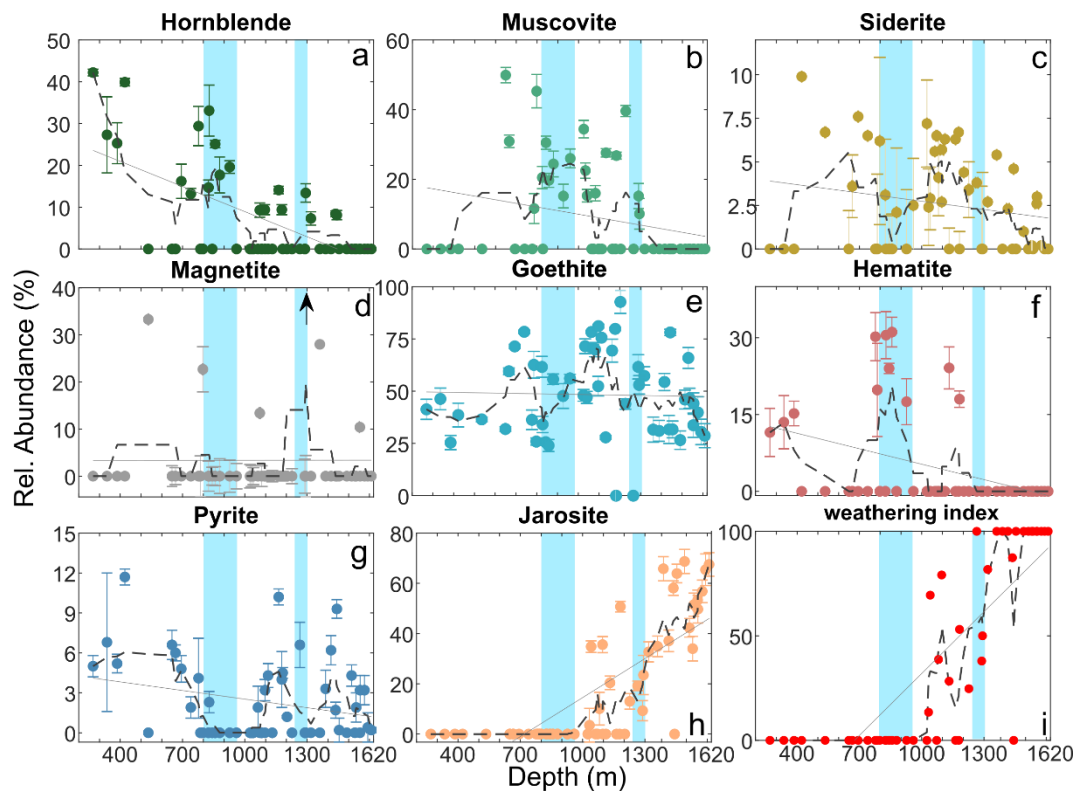 Hornblende Muscovite Siderite
50 40 30 20 10 0 a
60 40 20 0 b
10 7.5 5 2.5 0 c
Magnetite Goethite Hematite
40 30 20 10 0 d
100 75 50 25 0 e
30 15 0 f
Rel. Abundance (%)
Pyrite Jarosite weathering index
15 12 9 6 3 0 g
80 60 40 20 0 h
100 50 0 i
400 700 1000 1300 1620
400 700 1000 1300 1620
400 700 1000 1300 1620
Depth (m)